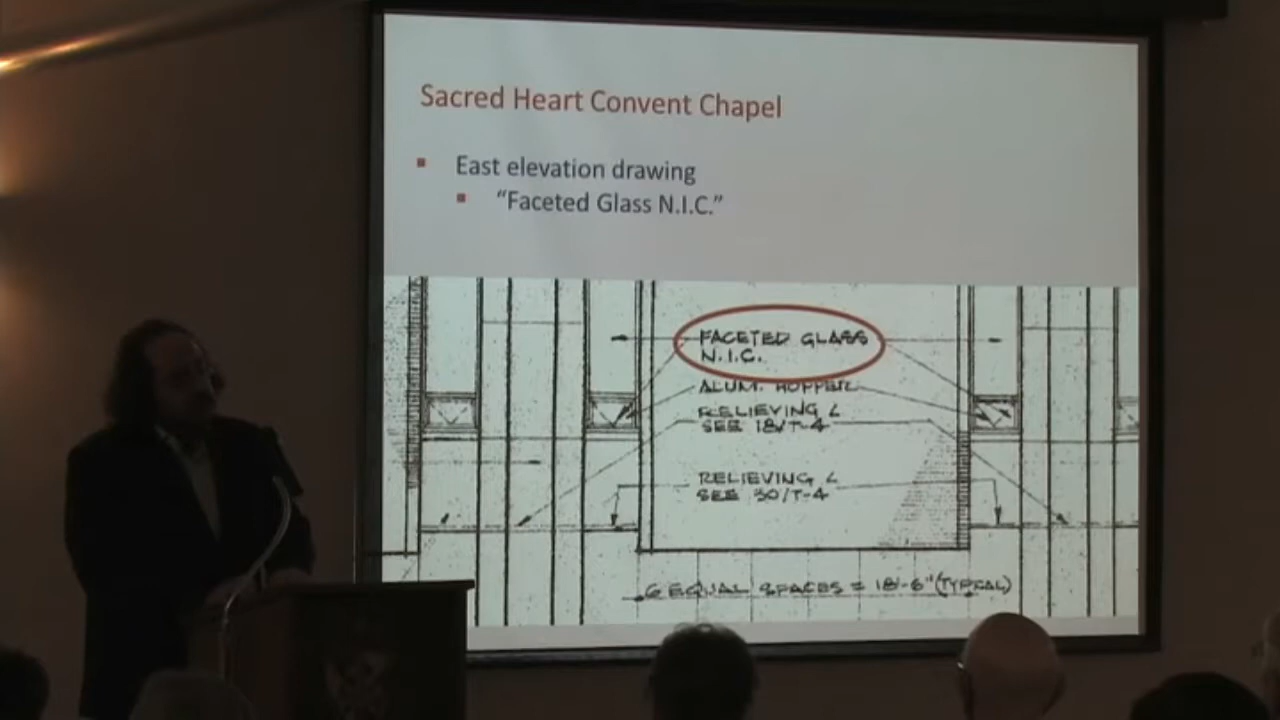 Sacred Heart Convent Chapel
East elevation drawing
“Faceted Glass N.I.C.”
FACETED GLASS
N.I.C.
ALUM. HOPPER
RELIEVING L
SEE 18/T-4
RELIEVING L
SEE 30/T-4
6 EQUAL SPACES = 18'-6" (TYPICAL)